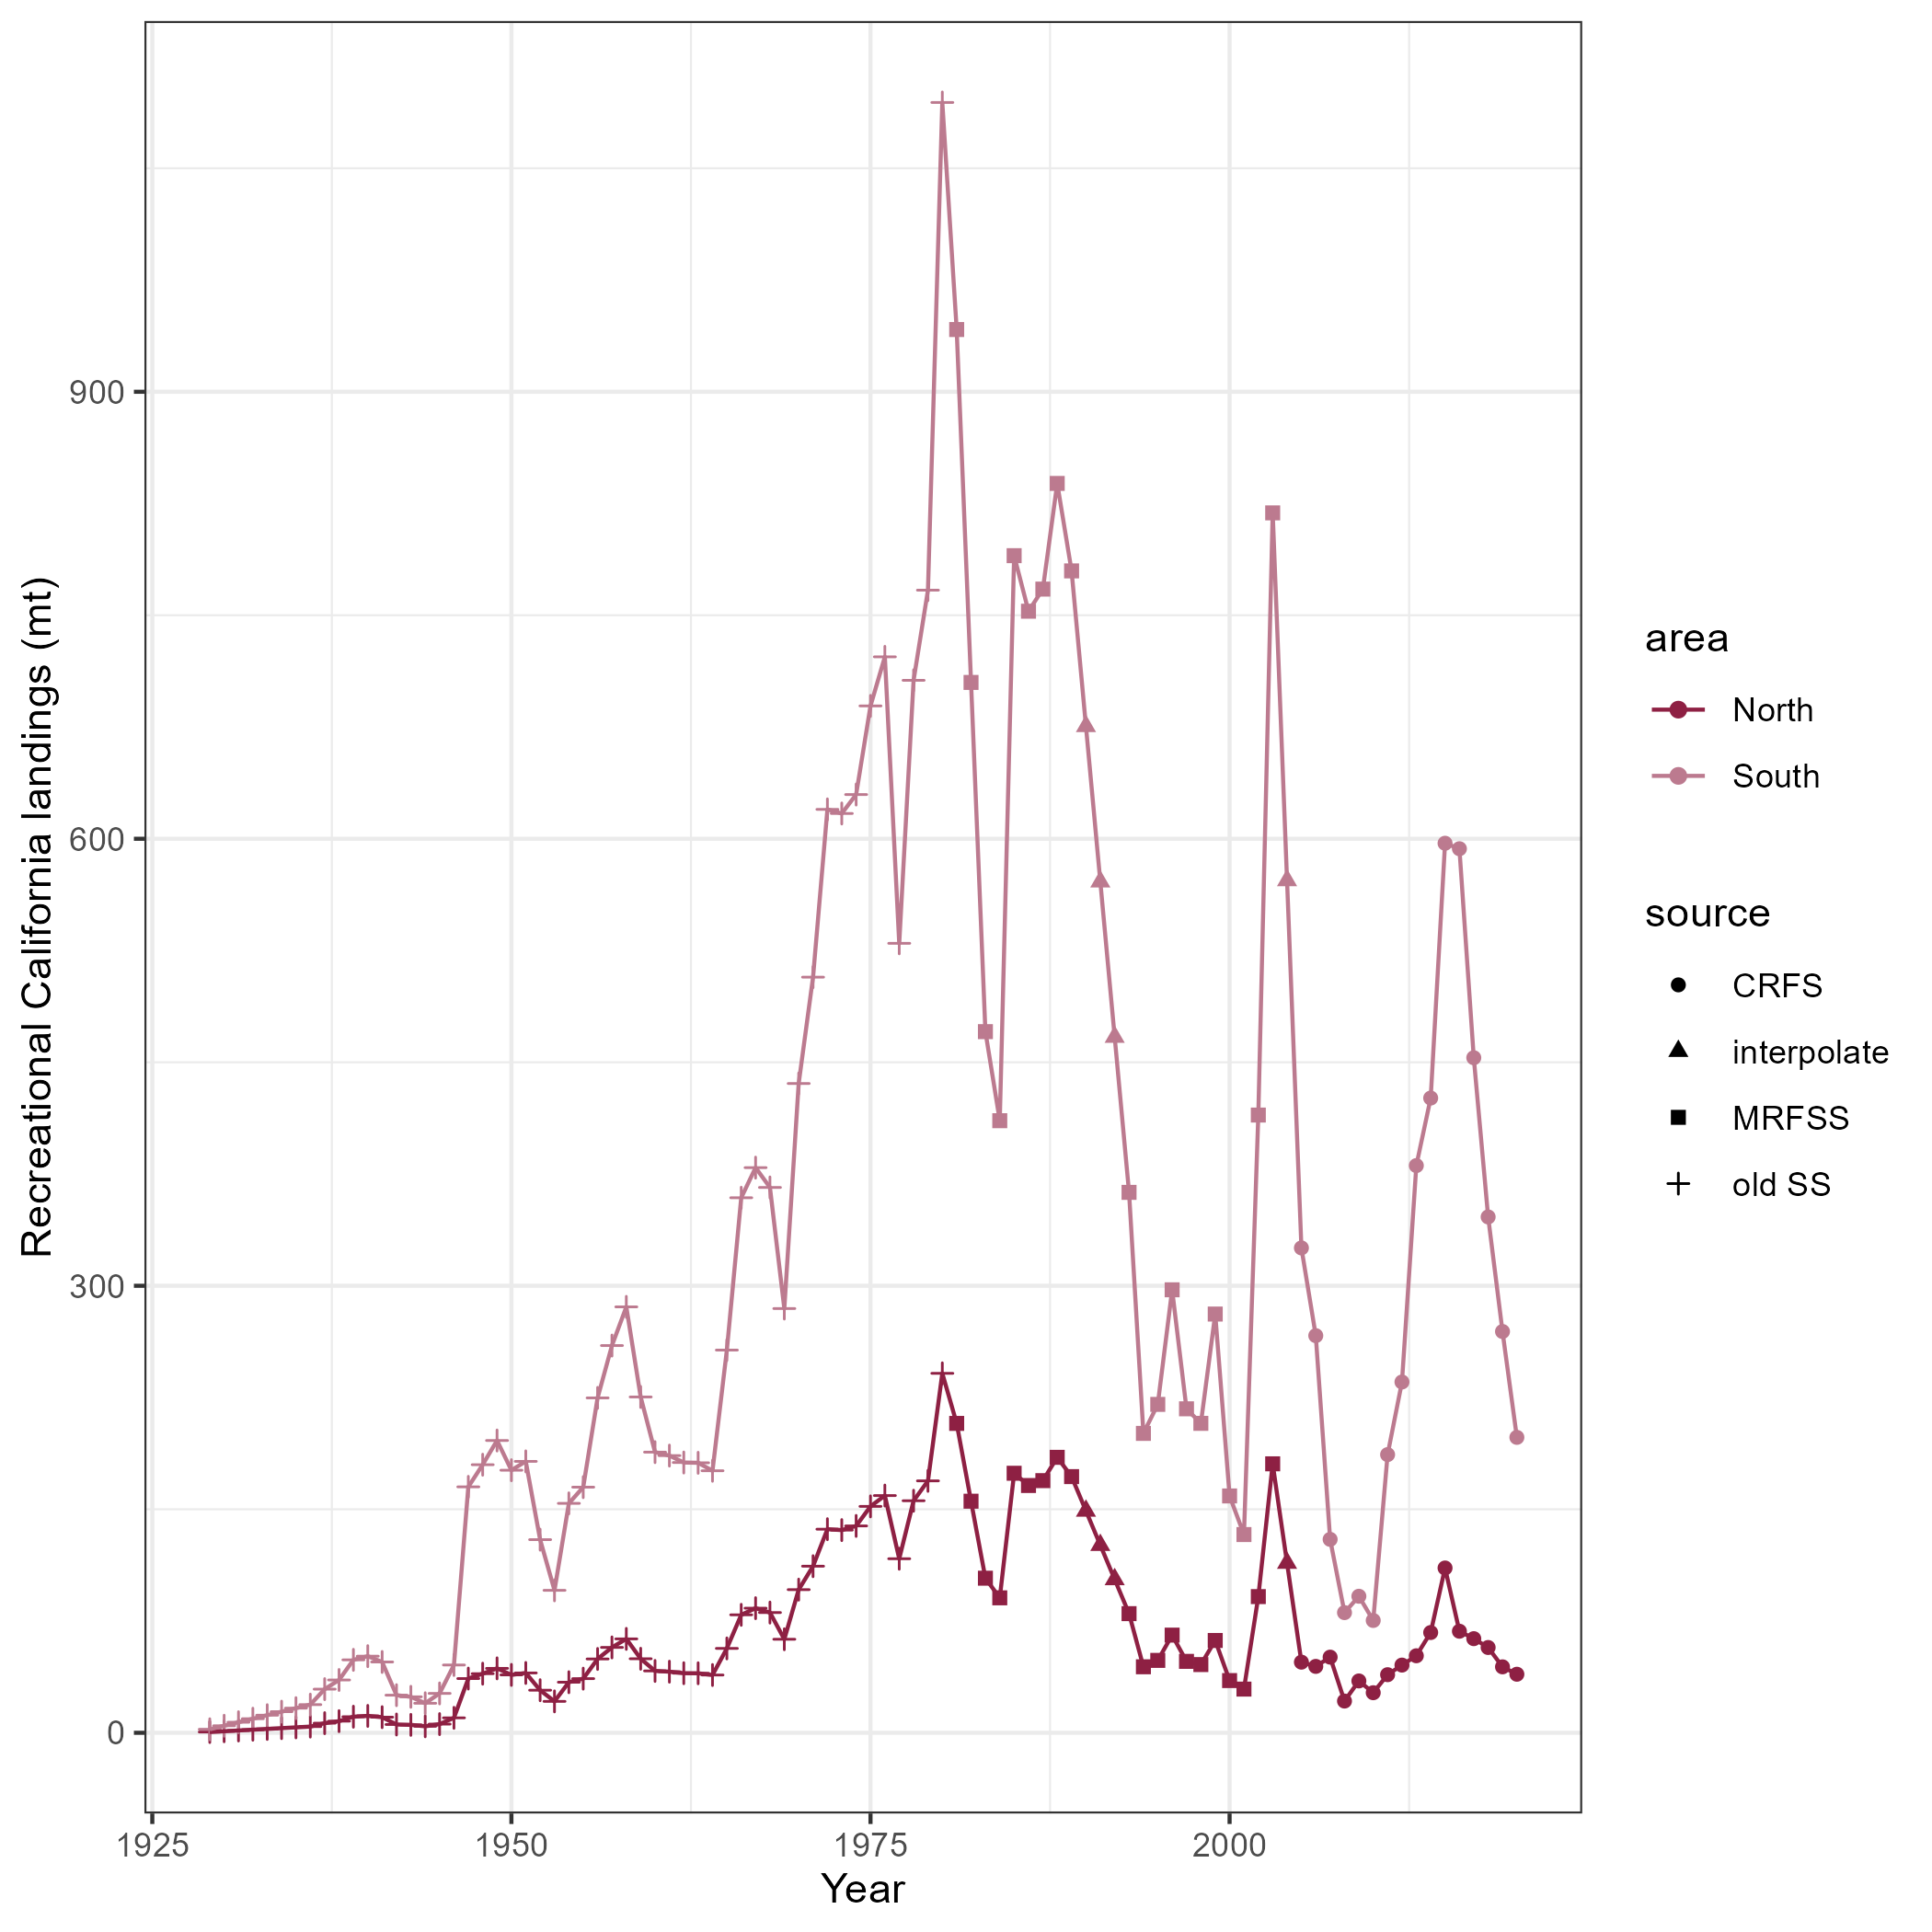 Recreational California landings (mt)
900
600
300
0
1925
1950
1975
2000
Year
area
North
South
source
CRFS
interpolate
MRFSS
old SS